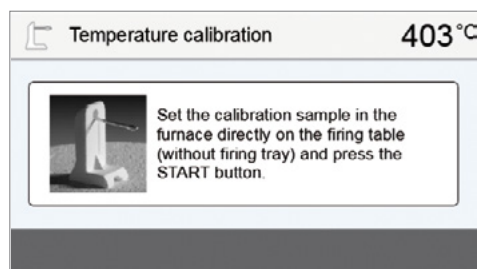 Temperature calibration 403°C
Set the calibration sample in the
furnace directly on the firing table
(without firing tray) and press the
START button.